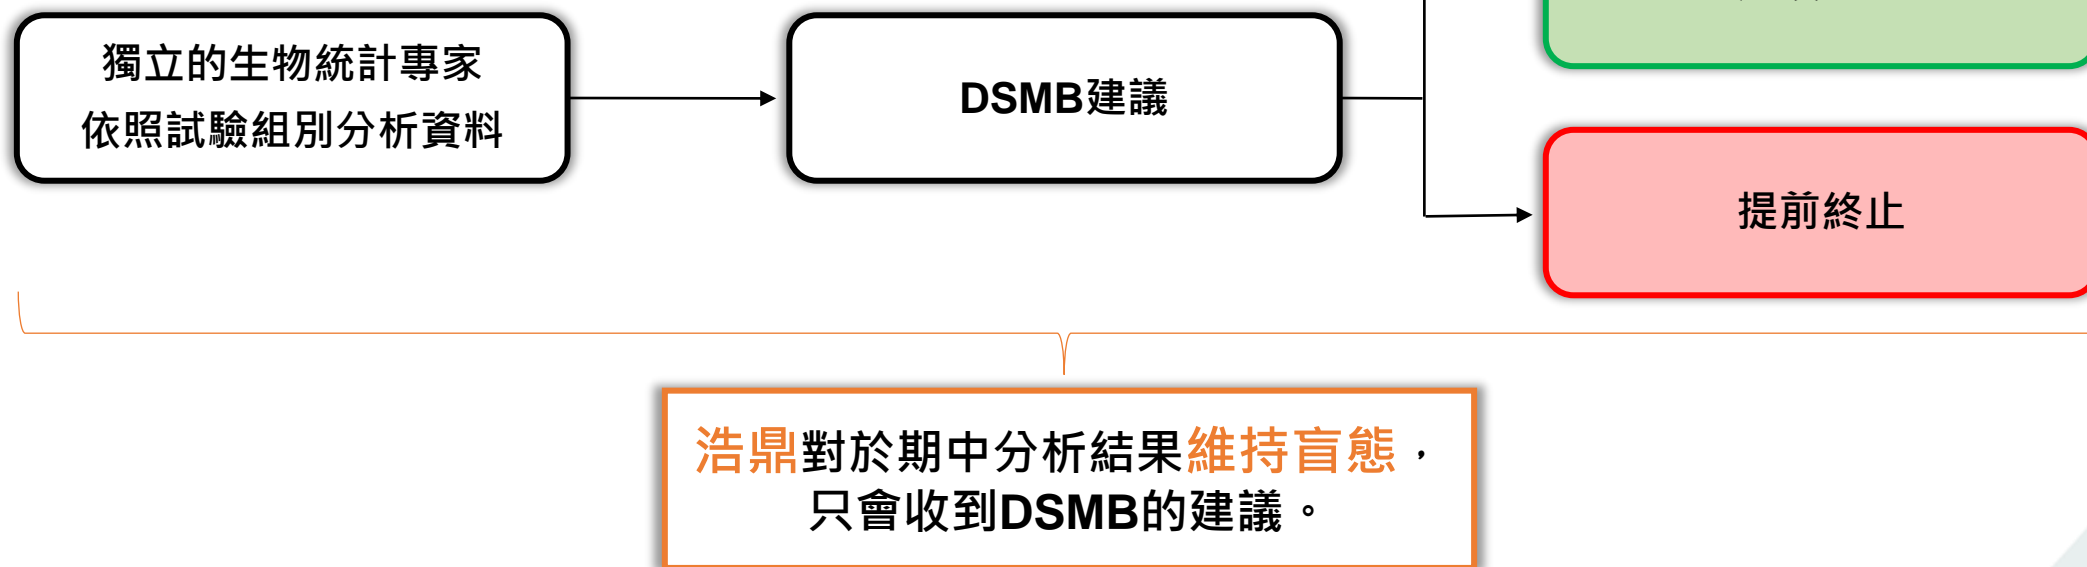 獨立的生物統計專家
依照試驗組別分析資料
DSMB建議
提前終止
浩鼎對於期中分析結果維持盲態，
只會收到DSMB的建議。